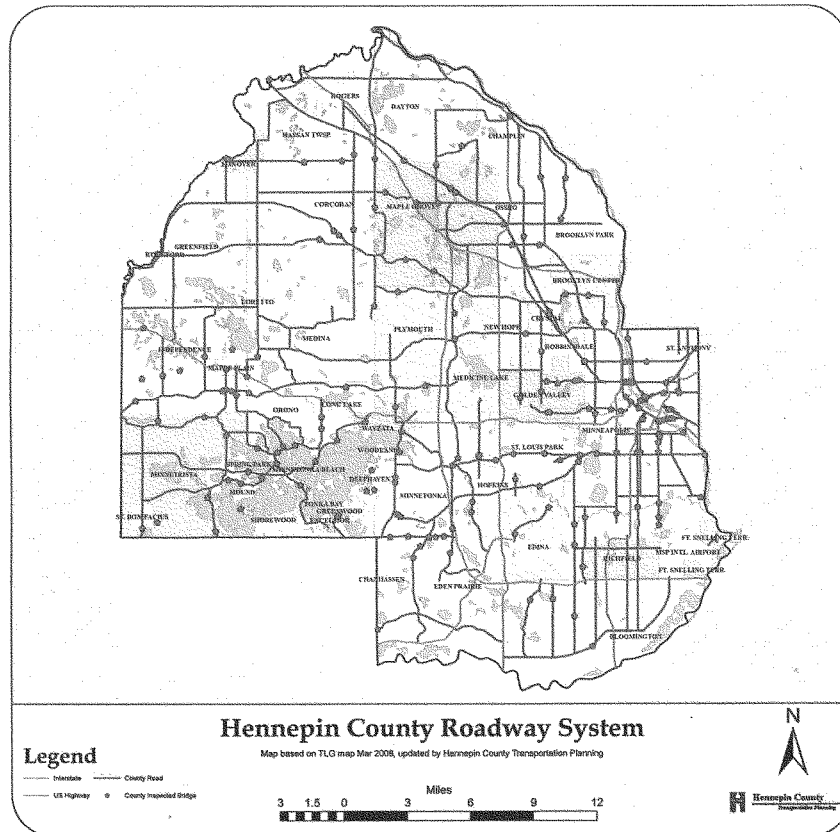 ROGERS
DAYTON
HASSAN TWSP.
CHAMPLIN
HANOVER
CORCORAN
MAPLE GROVE
OSSEO
BROOKLYN PARK
GREENFIELD
ROCKFORD
BROOKLYN CENTER
LORETTO
CRYSTAL
PLYMOUTH
NEW HOPE
MEDINA
ROBBINSDALE
ST. ANTHONY
INDEPENDENCE
MAPLE PLAIN
MEDICINE LAKE
GOLDEN VALLEY
LONG LAKE
ORONO
WAYZATA
MINNEAPOLIS
WOODLAND
ST. LOUIS PARK
SPRING PARK
MINNETONKA BEACH
MINNETRISTA
DEEPHAVEN
HOPKINS
MOUND
MINNETONKA
TONKA BAY
GREENWOOD
ST. BONIFACIUS
SHOREWOOD
EXCELSIOR
FT. SNELLING TERR.
EDINA
RICHFIELD
MSP INTL. AIRPORT
FT. SNELLING TERR.
CHANHASSEN
EDEN PRAIRIE
BLOOMINGTON
Hennepin County Roadway System
Map based on TLG map Mar 2008, updated by Hennepin County Transportation Planning
N
Legend
Interstate
County Road
US Highway
County Inspected Bridge
Miles
3 1.5 0 3 6 9 12
Hennepin County
Transportation Planning